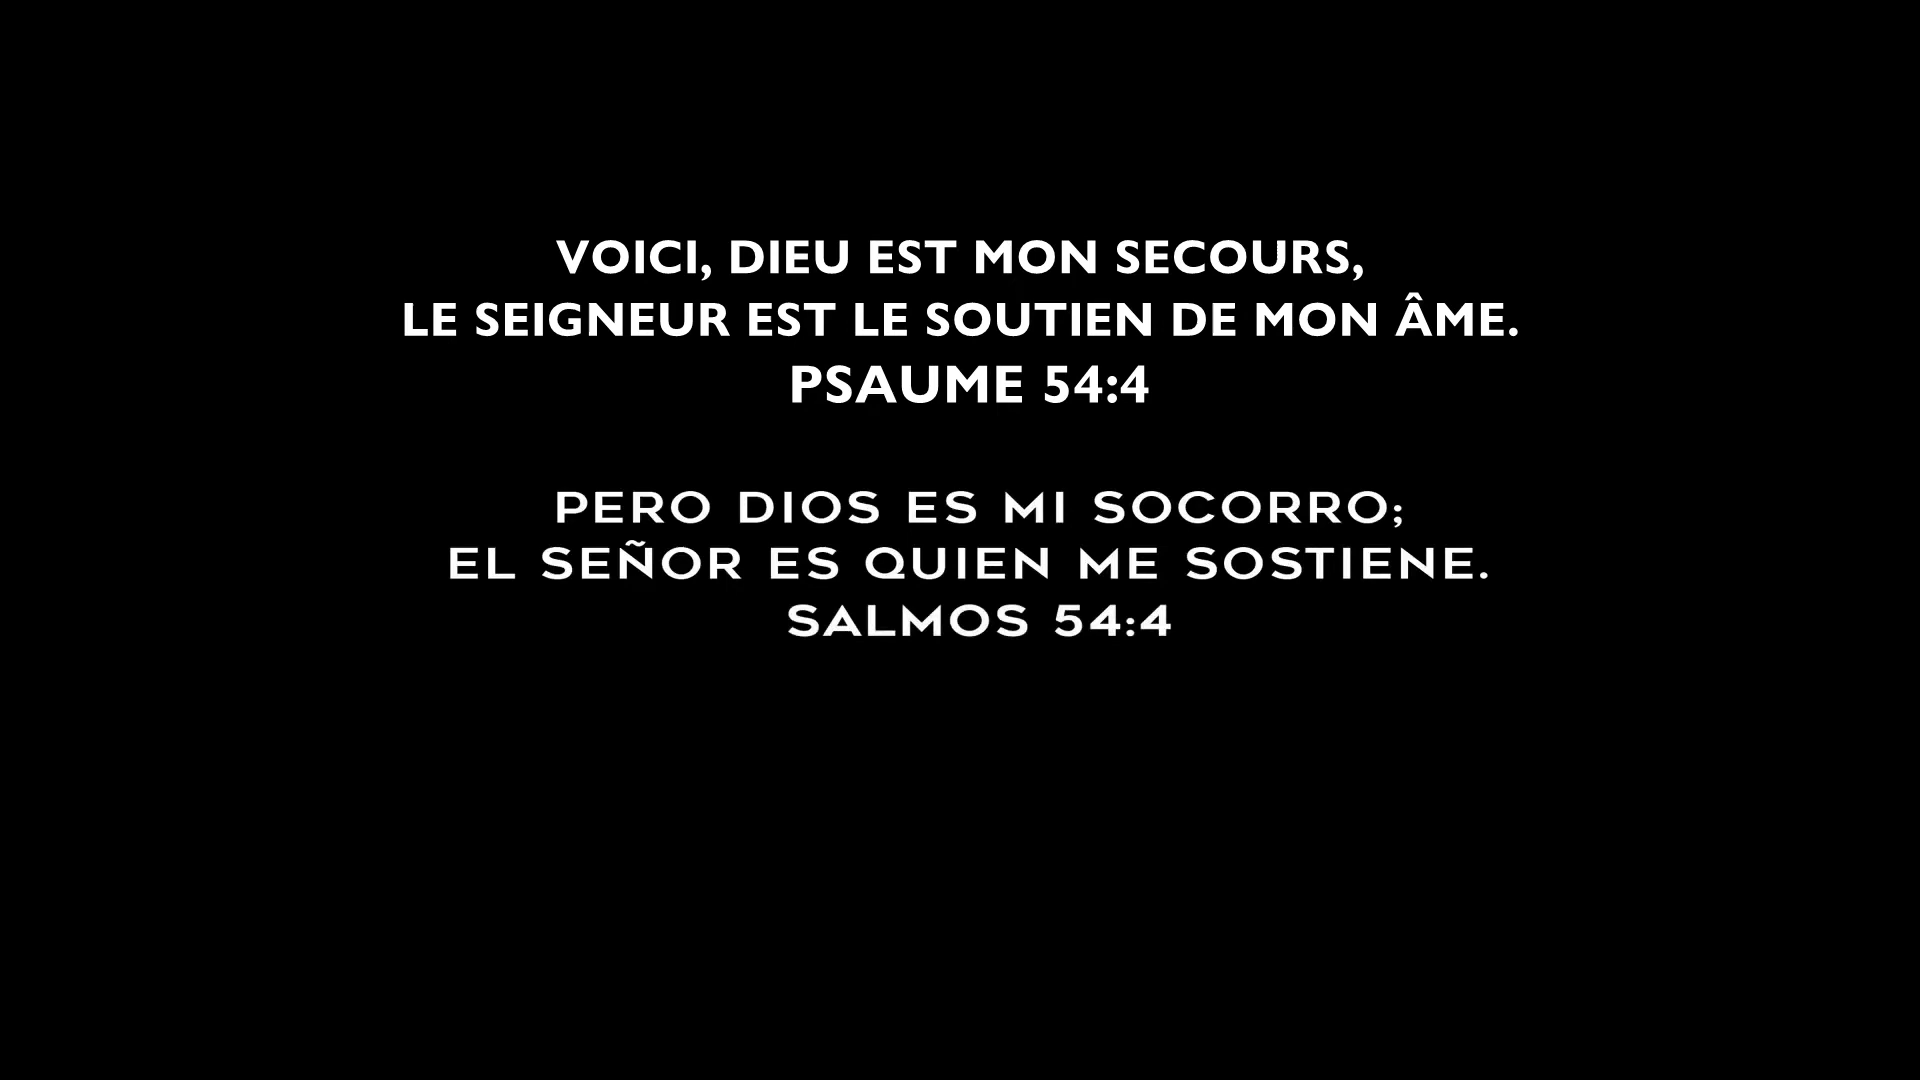 VOICI, DIEU EST MON SECOURS,
LE SEIGNEUR EST LE SOUTIEN DE MON ÂME.
PSAUME 54:4
PERO DIOS ES MI SOCORRO;
EL SEÑOR ES QUIEN ME SOSTIENE.
SALMOS 54:4